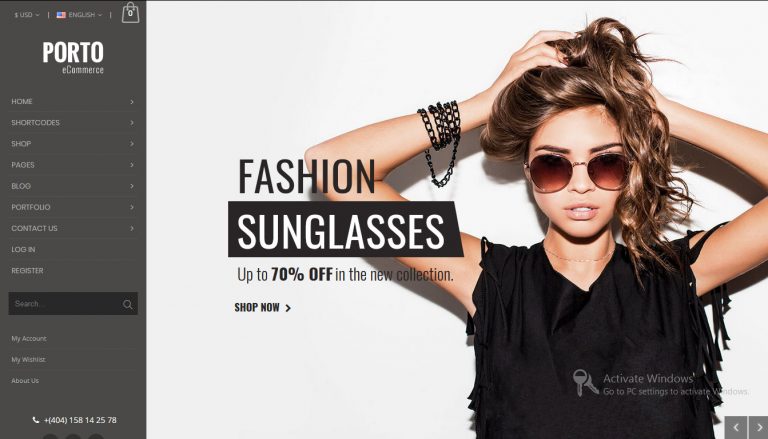 $ USD
ENGLISH
0
PORTO
eCommerce
HOME
SHORTCODES
SHOP
PAGES
BLOG
PORTFOLIO
CONTACT US
LOG IN
REGISTER
Search...
My Account
My Wishlist
About Us
+(404) 158 14 25 78
FASHION
SUNGLASSES
Up to 70% OFF in the new collection.
SHOP NOW
Activate Windows
Go to PC settings to activate Windows.